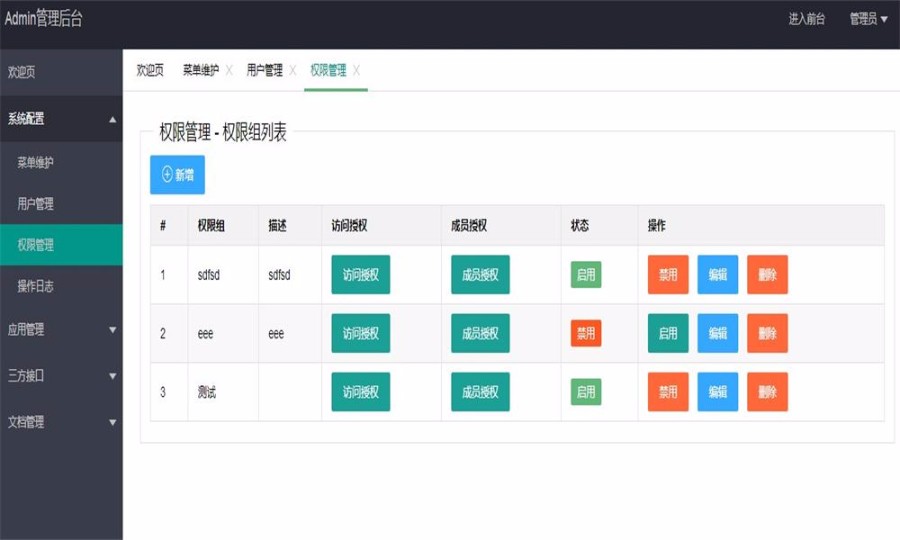 Admin管理后台 进入前台 管理员
欢迎页 菜单维护 用户管理 权限管理
欢迎页
系统配置
菜单维护
用户管理
权限管理
操作日志
应用管理
三方接口
文档管理
权限管理 - 权限组列表
新增
# 权限组 描述 访问授权 成员授权 状态 操作
1 sdfsd sdfsd 访问授权 成员授权 启用 禁用 编辑 删除
2 eee eee 访问授权 成员授权 禁用 启用 编辑 删除
3 测试 访问授权 成员授权 启用 禁用 编辑 删除